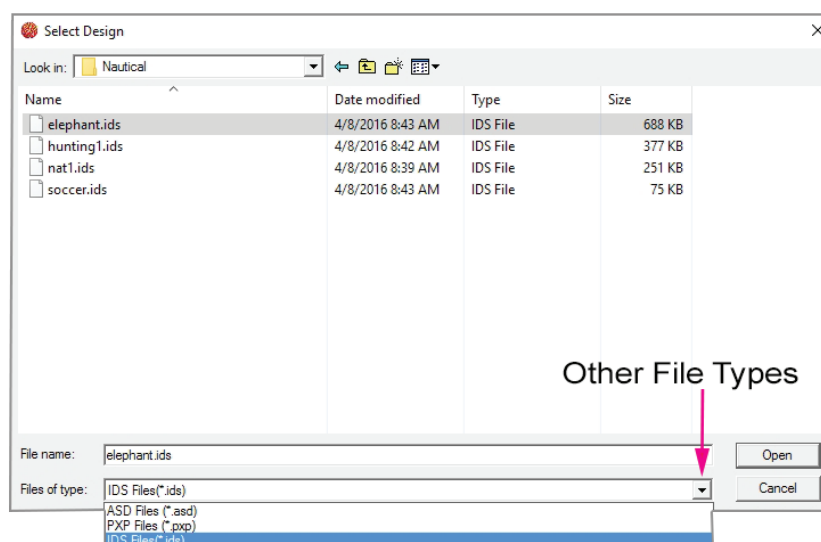 Select Design
Look in: Nautical
Name Date modified Type Size
elephant.ids 4/8/2016 8:43 AM IDS File 688 KB
hunting1.ids 4/8/2016 8:42 AM IDS File 377 KB
nat1.ids 4/8/2016 8:39 AM IDS File 251 KB
soccer.ids 4/8/2016 8:43 AM IDS File 75 KB
Other File Types
File name: elephant.ids Open
Files of type: IDS Files(*.ids) Cancel
ASD Files (*.asd)
PXP Files (*.pxp)
IDS Files(*.ids)